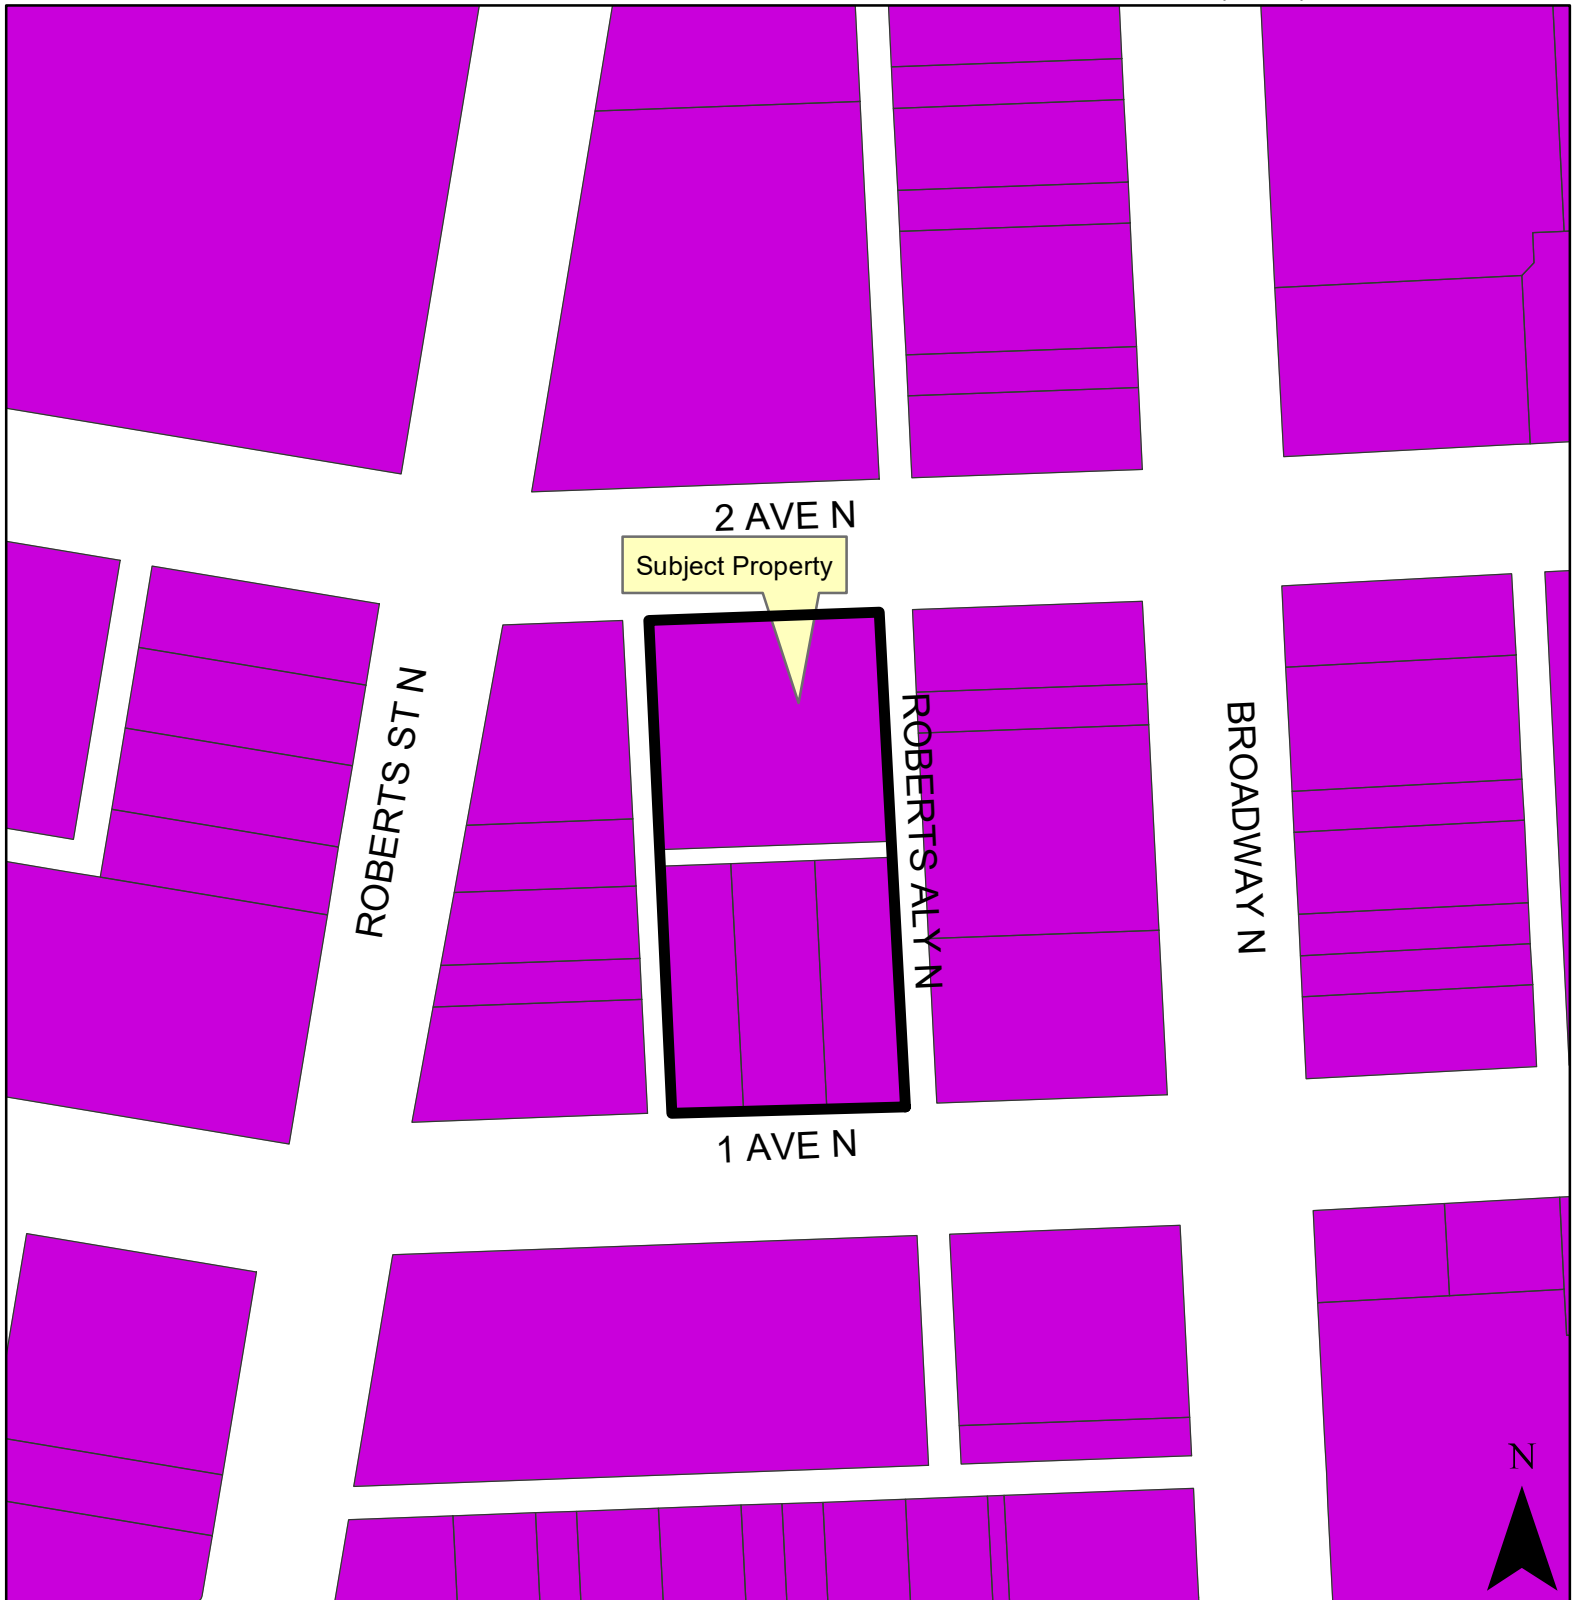 2 AVE N
Subject Property
ROBERTS ST N
ROBERTS ALY N
BROADWAY N
1 AVE N
N